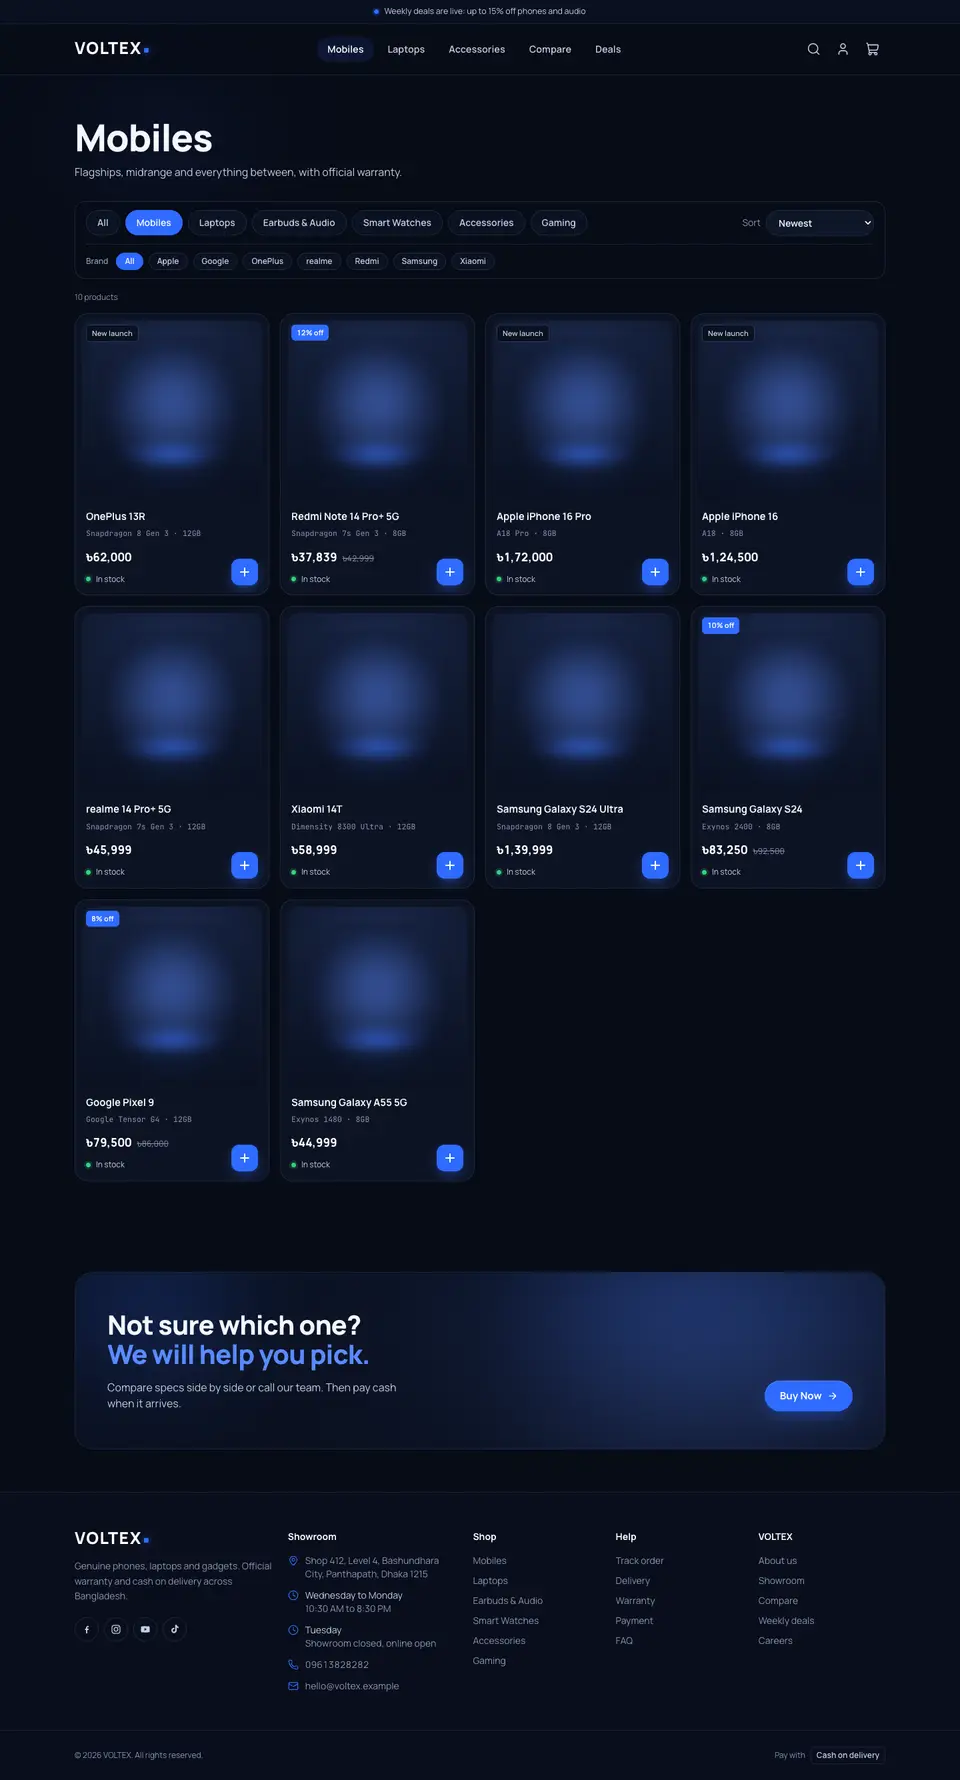 Weekly deals are live: up to 15% off phones and audio
VOLTEX
Mobiles Laptops Accessories Compare Deals
Mobiles
Flagships, midrange and everything between, with official warranty.
All Mobiles Laptops Earbuds & Audio Smart Watches Accessories Gaming Sort Newest
Brand All Apple Google OnePlus realme Redmi Samsung Xiaomi
10 products
New launch
OnePlus 13R
Snapdragon 8 Gen 3 · 12GB
৳62,000
In stock
12% off
Redmi Note 14 Pro+ 5G
Snapdragon 7s Gen 3 · 8GB
৳37,839 ৳42,999
In stock
New launch
Apple iPhone 16 Pro
A18 Pro · 8GB
৳1,72,000
In stock
New launch
Apple iPhone 16
A18 · 8GB
৳1,24,500
In stock
realme 14 Pro+ 5G
Snapdragon 7s Gen 3 · 12GB
৳45,999
In stock
Xiaomi 14T
Dimensity 8300 Ultra · 12GB
৳58,999
In stock
Samsung Galaxy S24 Ultra
Snapdragon 8 Gen 3 · 12GB
৳1,39,999
In stock
10% off
Samsung Galaxy S24
Exynos 2400 · 8GB
৳83,250 ৳92,500
In stock
8% off
Google Pixel 9
Google Tensor G4 · 12GB
৳79,500 ৳86,000
In stock
Samsung Galaxy A55 5G
Exynos 1480 · 8GB
৳44,999
In stock
Not sure which one?
We will help you pick.
Compare specs side by side or call our team. Then pay cash
when it arrives.
Buy Now
VOLTEX
Genuine phones, laptops and gadgets. Official
warranty and cash on delivery across
Bangladesh.
Showroom
Shop 412, Level 4, Bashundhara
City, Panthapath, Dhaka 1215
Wednesday to Monday
10:30 AM to 8:30 PM
Tuesday
Showroom closed, online open
09613828282
hello@voltex.example
Shop
Mobiles
Laptops
Earbuds & Audio
Smart Watches
Accessories
Gaming
Help
Track order
Delivery
Warranty
Payment
FAQ
VOLTEX
About us
Showroom
Compare
Weekly deals
Careers
© 2026 VOLTEX. All rights reserved.
Pay with Cash on delivery